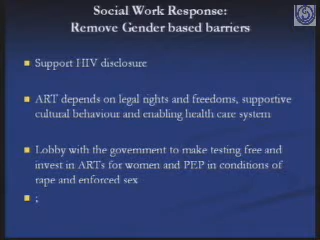 Social Work Response:
Remove Gender based barriers
Support HIV disclosure
ART depends on legal rights and freedoms, supportive
cultural behaviour and enabling health care system
Lobby with the government to make testing free and
invest in ARTs for women and PEP in conditions of
rape and enforced sex
;